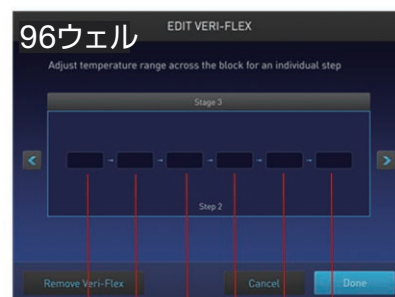 96ウェル
EDIT VERI-FLEX
Adjust temperature range across the block for an individual step
Stage 3
Step 2
Remove Veri-Flex
Cancel
Done